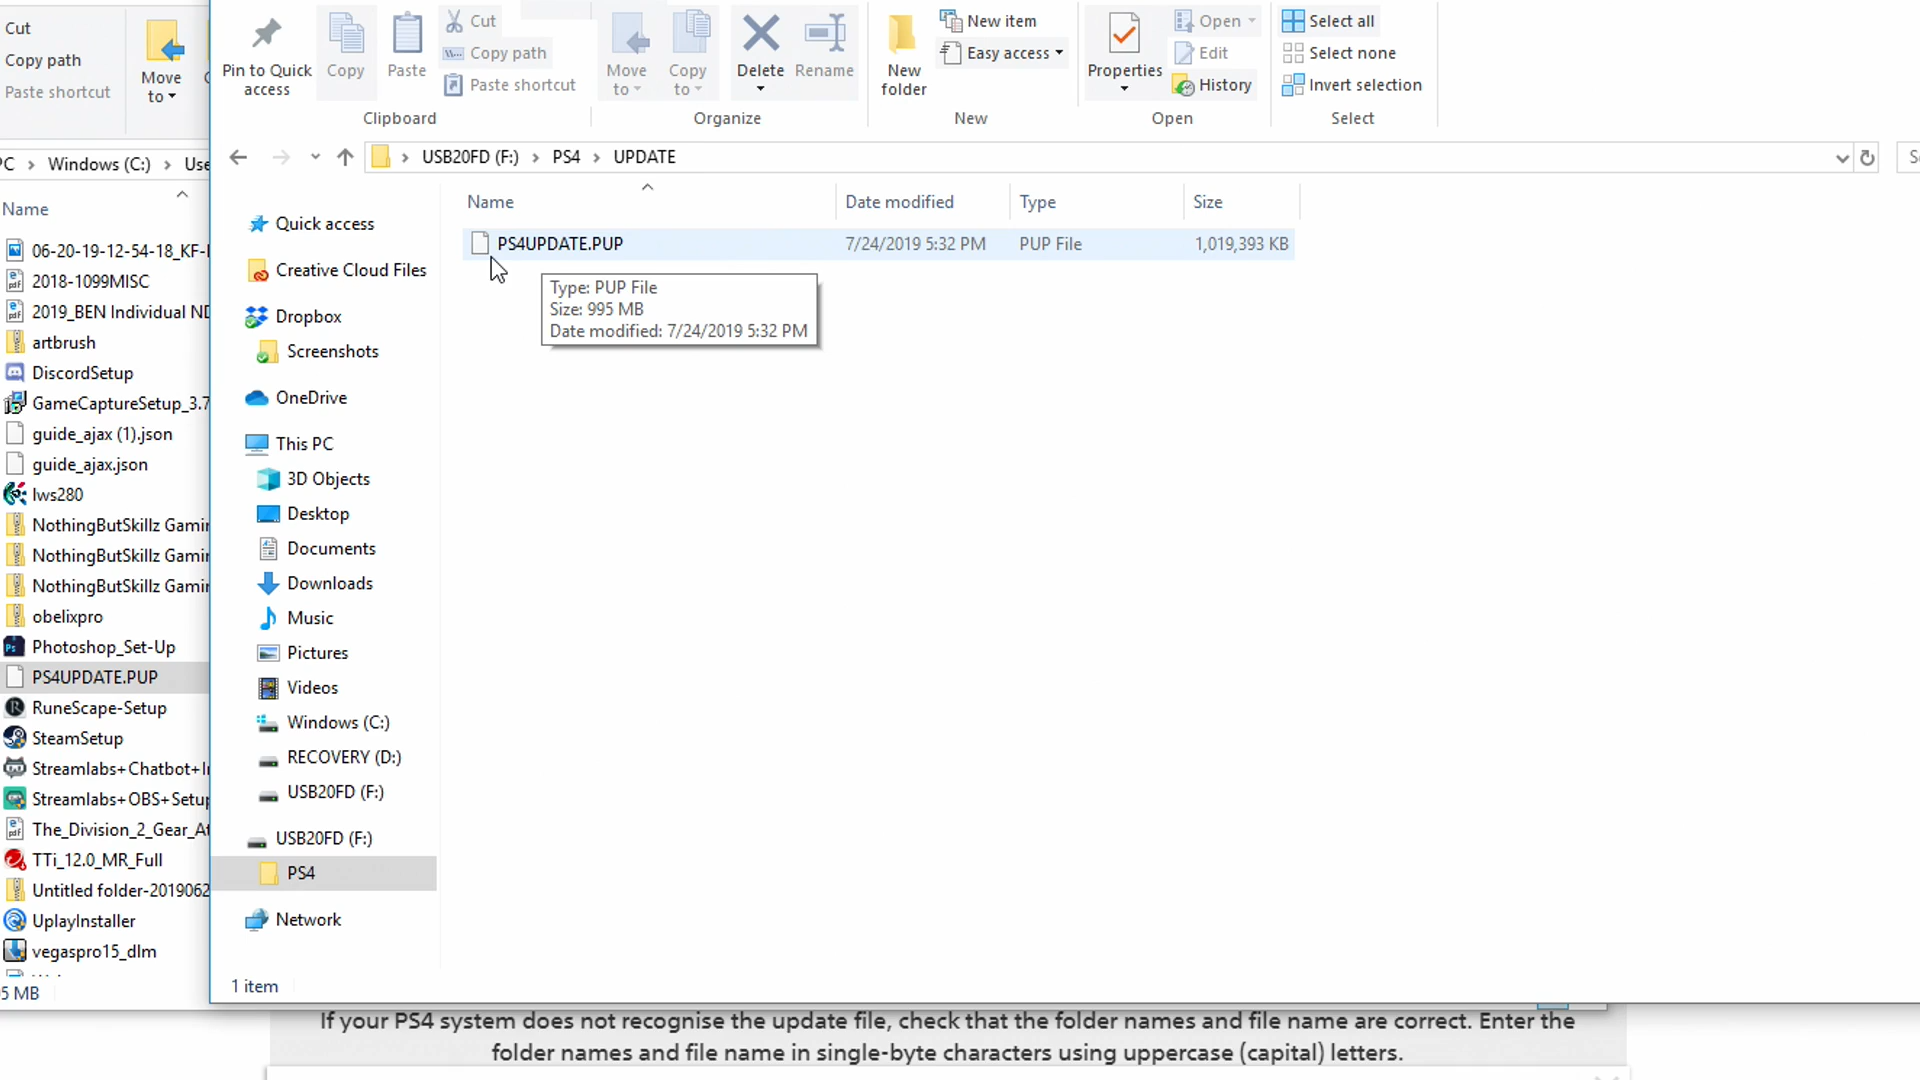 Cut
Copy path
Paste shortcut
Move to
PC > Windows (C:) > Use
Name
06-20-19-12-54-18_KF-
2018-1099MISC
2019_BEN Individual ND
artbrush
DiscordSetup
GameCaptureSetup_3.7
guide_ajax (1).json
guide_ajax.json
lws280
NothingButSkillz Gamin
NothingButSkillz Gamin
NothingButSkillz Gamin
obelixpro
Photoshop_Set-Up
PS4UPDATE.PUP
RuneScape-Setup
SteamSetup
Streamlabs+Chatbot+I
Streamlabs+OBS+Setup
The_Division_2_Gear_At
TTi_12.0_MR_Full
Untitled folder-2019062
UplayInstaller
vegaspro15_dlm
5 MB
Pin to Quick access
Copy
Paste
Cut
Copy path
Paste shortcut
Clipboard
Move to
Copy to
Delete
Rename
Organize
New folder
New item
Easy access
New
Properties
Open
Edit
History
Open
Select all
Select none
Invert selection
Select
USB20FD (F:) > PS4 > UPDATE
Name Date modified Type Size
PS4UPDATE.PUP 7/24/2019 5:32 PM PUP File 1,019,393 KB
Type: PUP File
Size: 995 MB
Date modified: 7/24/2019 5:32 PM
Quick access
Creative Cloud Files
Dropbox
Screenshots
OneDrive
This PC
3D Objects
Desktop
Documents
Downloads
Music
Pictures
Videos
Windows (C:)
RECOVERY (D:)
USB20FD (F:)
USB20FD (F:)
PS4
Network
1 item
If your PS4 system does not recognise the update file, check that the folder names and file name are correct. Enter the
folder names and file name in single-byte characters using uppercase (capital) letters.